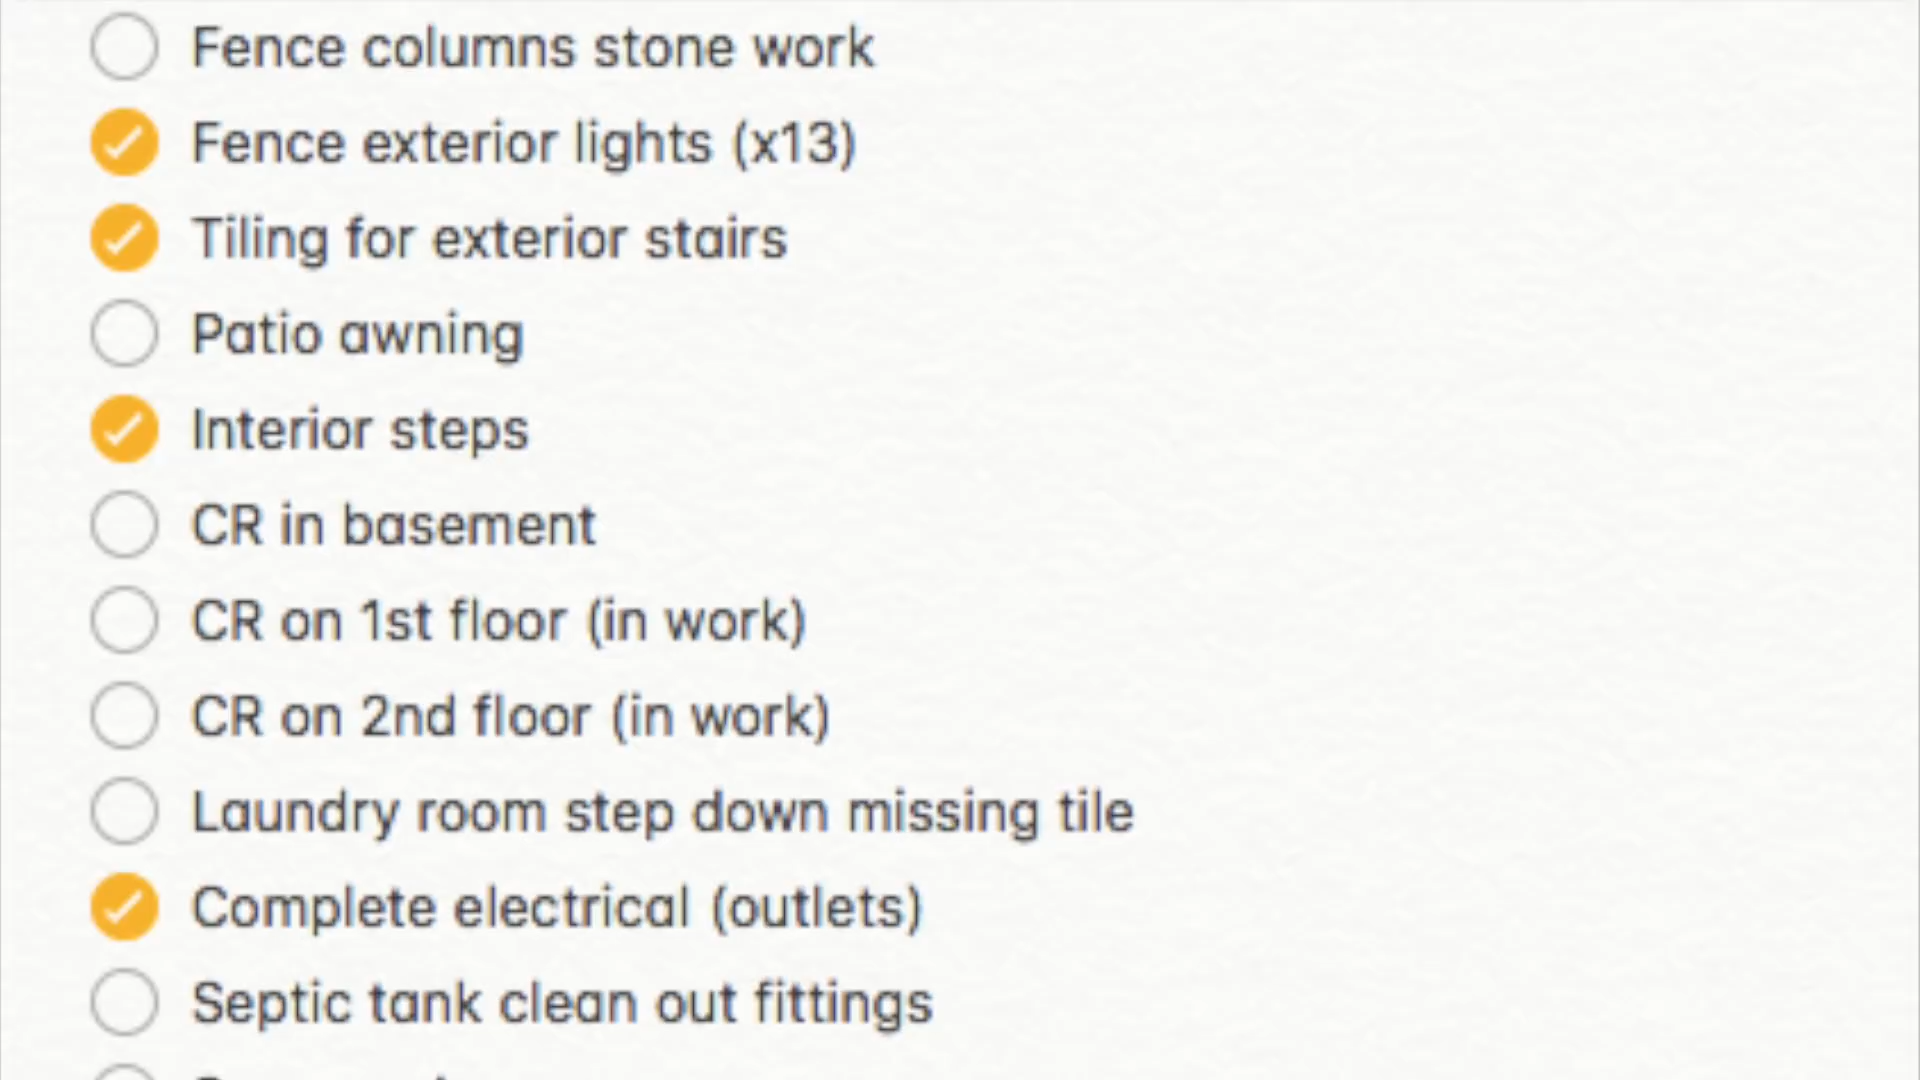 Fence columns stone work
Fence exterior lights (x13)
Tiling for exterior stairs
Patio awning
Interior steps
CR in basement
CR on 1st floor (in work)
CR on 2nd floor (in work)
Laundry room step down missing tile
Complete electrical (outlets)
Septic tank clean out fittings